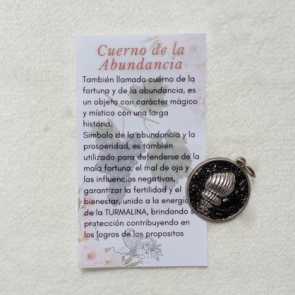 Cuerno de la
Abundancia
También llamado cuerno de la
fortuna y de la abundancia, es
un objeto con carácter mágico
y místico con una larga
historia.
Símbolo de la abundancia y la
prosperidad, es también
utilizado para defenderse de la
mala fortuna, el mal de ojo y
las influencias negativas,
garantizar la fertilidad y el
bienestar, unido a la energía
de la TURMALINA, brindando su
protección contribuyendo en
los logros de los propositos